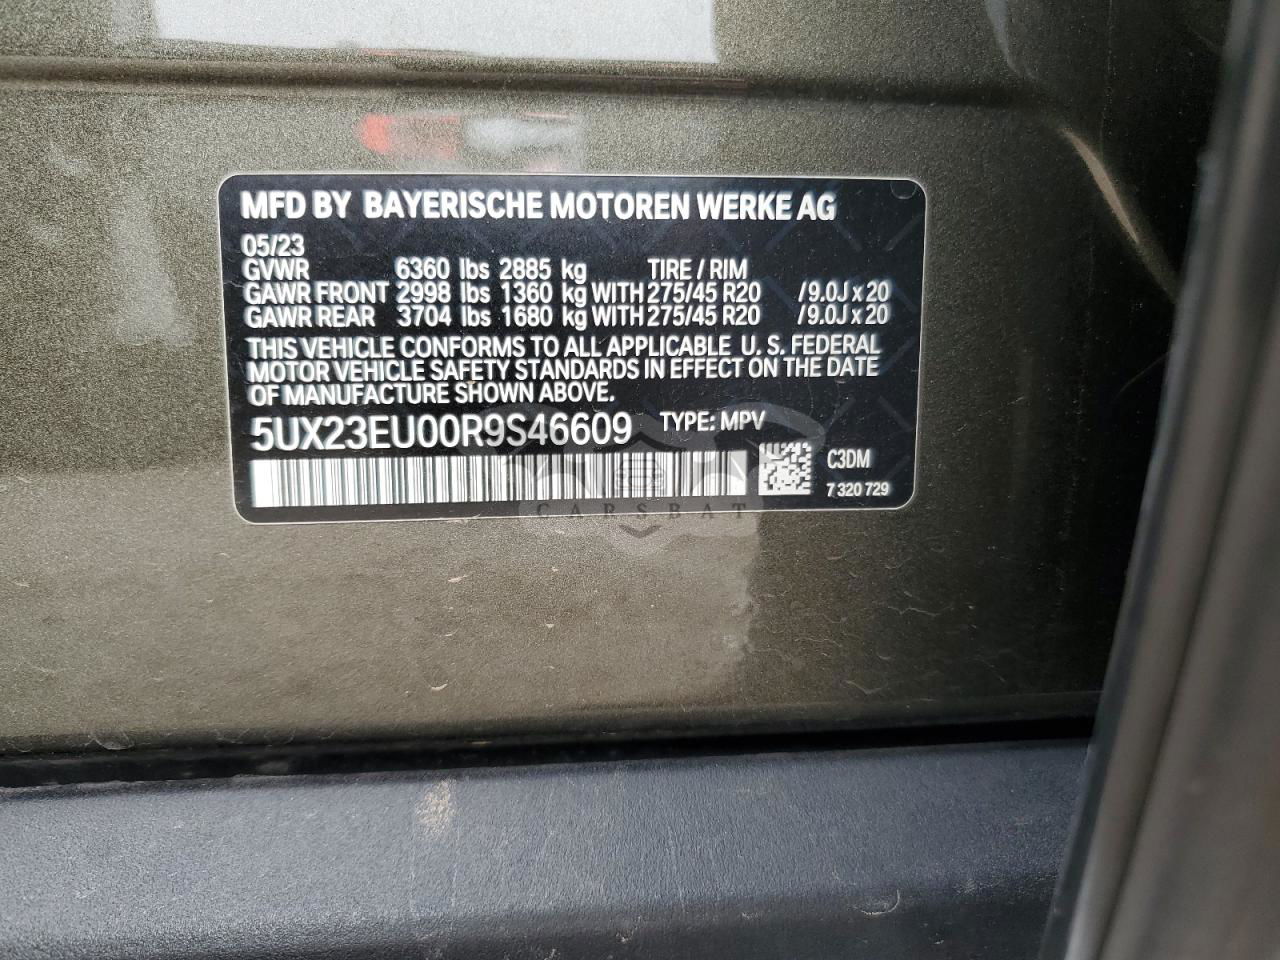 MFD BY BAYERISCHE MOTOREN WERKE AG
05/23
GVWR 6360 lbs 2885 kg TIRE / RIM
GAWR FRONT 2998 lbs 1360 kg WITH 275/45 R20 /9.0J x 20
GAWR REAR 3704 lbs 1680 kg WITH 275/45 R20 /9.0J x 20
THIS VEHICLE CONFORMS TO ALL APPLICABLE U. S. FEDERAL
MOTOR VEHICLE SAFETY STANDARDS IN EFFECT ON THE DATE
OF MANUFACTURE SHOWN ABOVE.
5UX23EU00R9S46609 TYPE: MPV
C3DM
7 320 729
CARSBAT